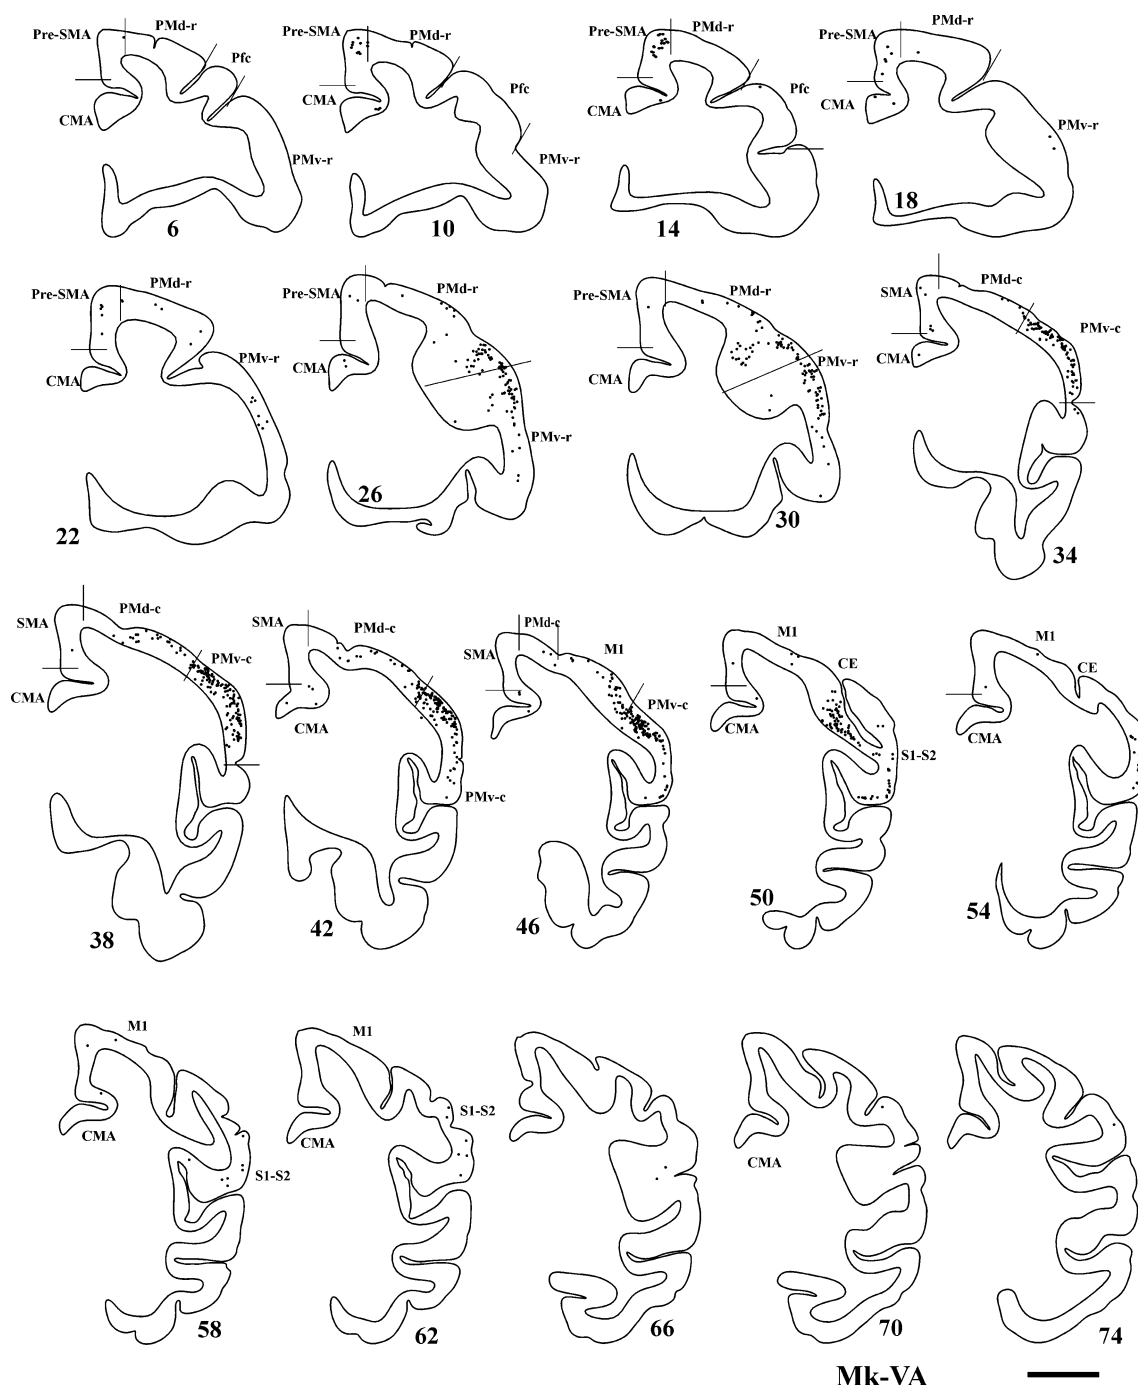 Pre-SMA PMd-r Pfc CMA PMv-r 6
Pre-SMA PMd-r Pfc CMA PMv-r 10
Pre-SMA PMd-r Pfc CMA 14
Pre-SMA PMd-r CMA PMv-r 18
Pre-SMA PMd-r PMv-r CMA 22
Pre-SMA PMd-r CMA PMv-r 26
Pre-SMA PMd-r PMv-r CMA 30
SMA PMd-c PMv-c CMA 34
SMA PMd-c PMv-c CMA 38
SMA PMd-c CMA PMv-c 42
PMd-c M1 SMA PMv-c 46
M1 CE CMA S1-S2 50
M1 CE CMA 54
M1 CMA S1-S2 58
M1 S1-S2 CMA 62
66
CMA 70
74
Mk-VA